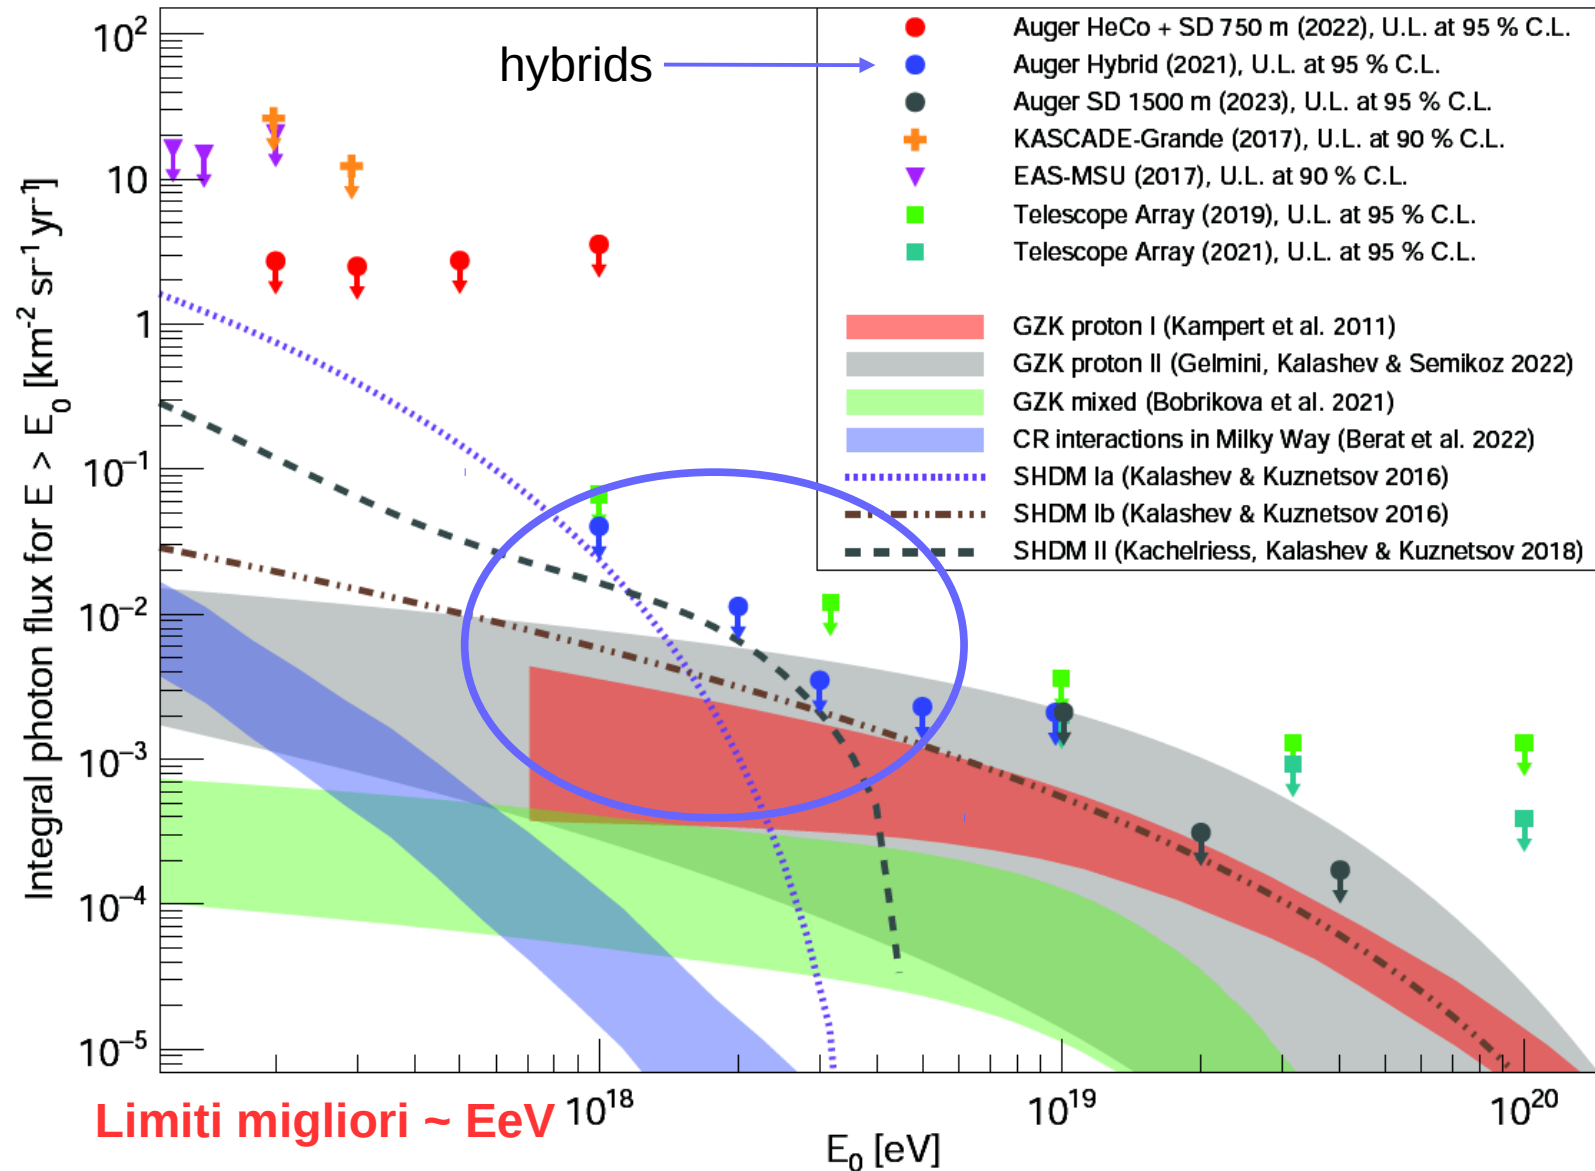 hybrids
Auger HeCo + SD 750 m (2022), U.L. at 95 % C.L.
Auger Hybrid (2021), U.L. at 95 % C.L.
Auger SD 1500 m (2023), U.L. at 95 % C.L.
KASCADE-Grande (2017), U.L. at 90 % C.L.
EAS-MSU (2017), U.L. at 90 % C.L.
Telescope Array (2019), U.L. at 95 % C.L.
Telescope Array (2021), U.L. at 95 % C.L.
GZK proton I (Kampert et al. 2011)
GZK proton II (Gelmini, Kalashev & Semikoz 2022)
GZK mixed (Bobrikova et al. 2021)
CR interactions in Milky Way (Berat et al. 2022)
SHDM Ia (Kalashev & Kuznetsov 2016)
SHDM Ib (Kalashev & Kuznetsov 2016)
SHDM II (Kachelriess, Kalashev & Kuznetsov 2018)
Integral photon flux for E > E₀ [km⁻² sr⁻¹ yr⁻¹]
10²
10
1
10⁻¹
10⁻²
10⁻³
10⁻⁴
10⁻⁵
10¹⁸
10¹⁹
10²⁰
E₀ [eV]
Limiti migliori ~ EeV